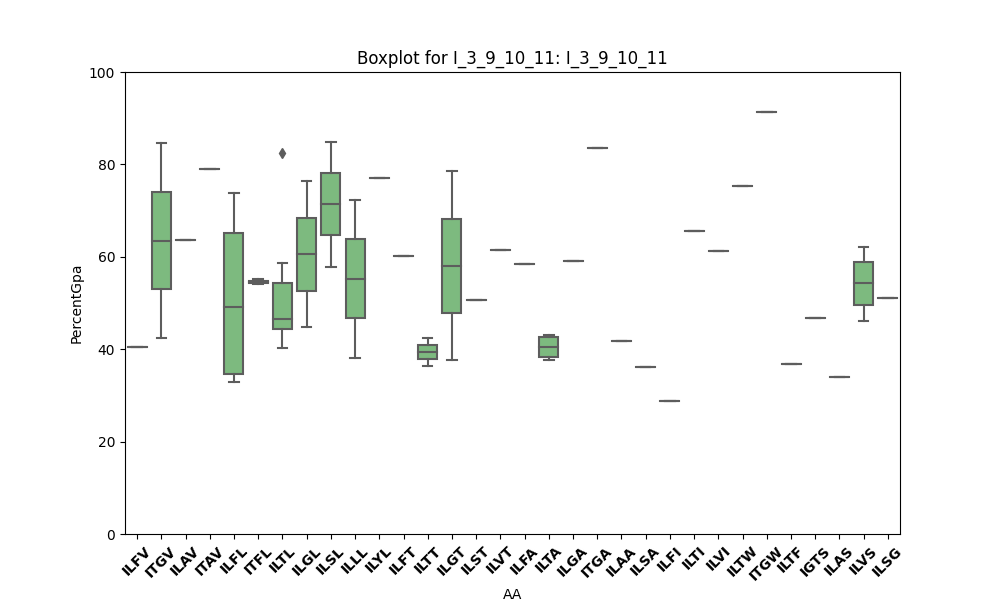 Boxplot for I_3_9_10_11: I_3_9_10_11
100
80
60
40
20
0
PercentGpa
ILFV ITGV ILAV ITAV ILFL ITFL ILTL ILGL ILSL ILLL ILYL ILFT ILTT ILGT ILST ILVT ILFA ILTA ILGA ITGA ILAA ILSA ILFI ILTI ILVI ILTW ITGW ILTF IGTS ILAS ILVS ILSG
AA